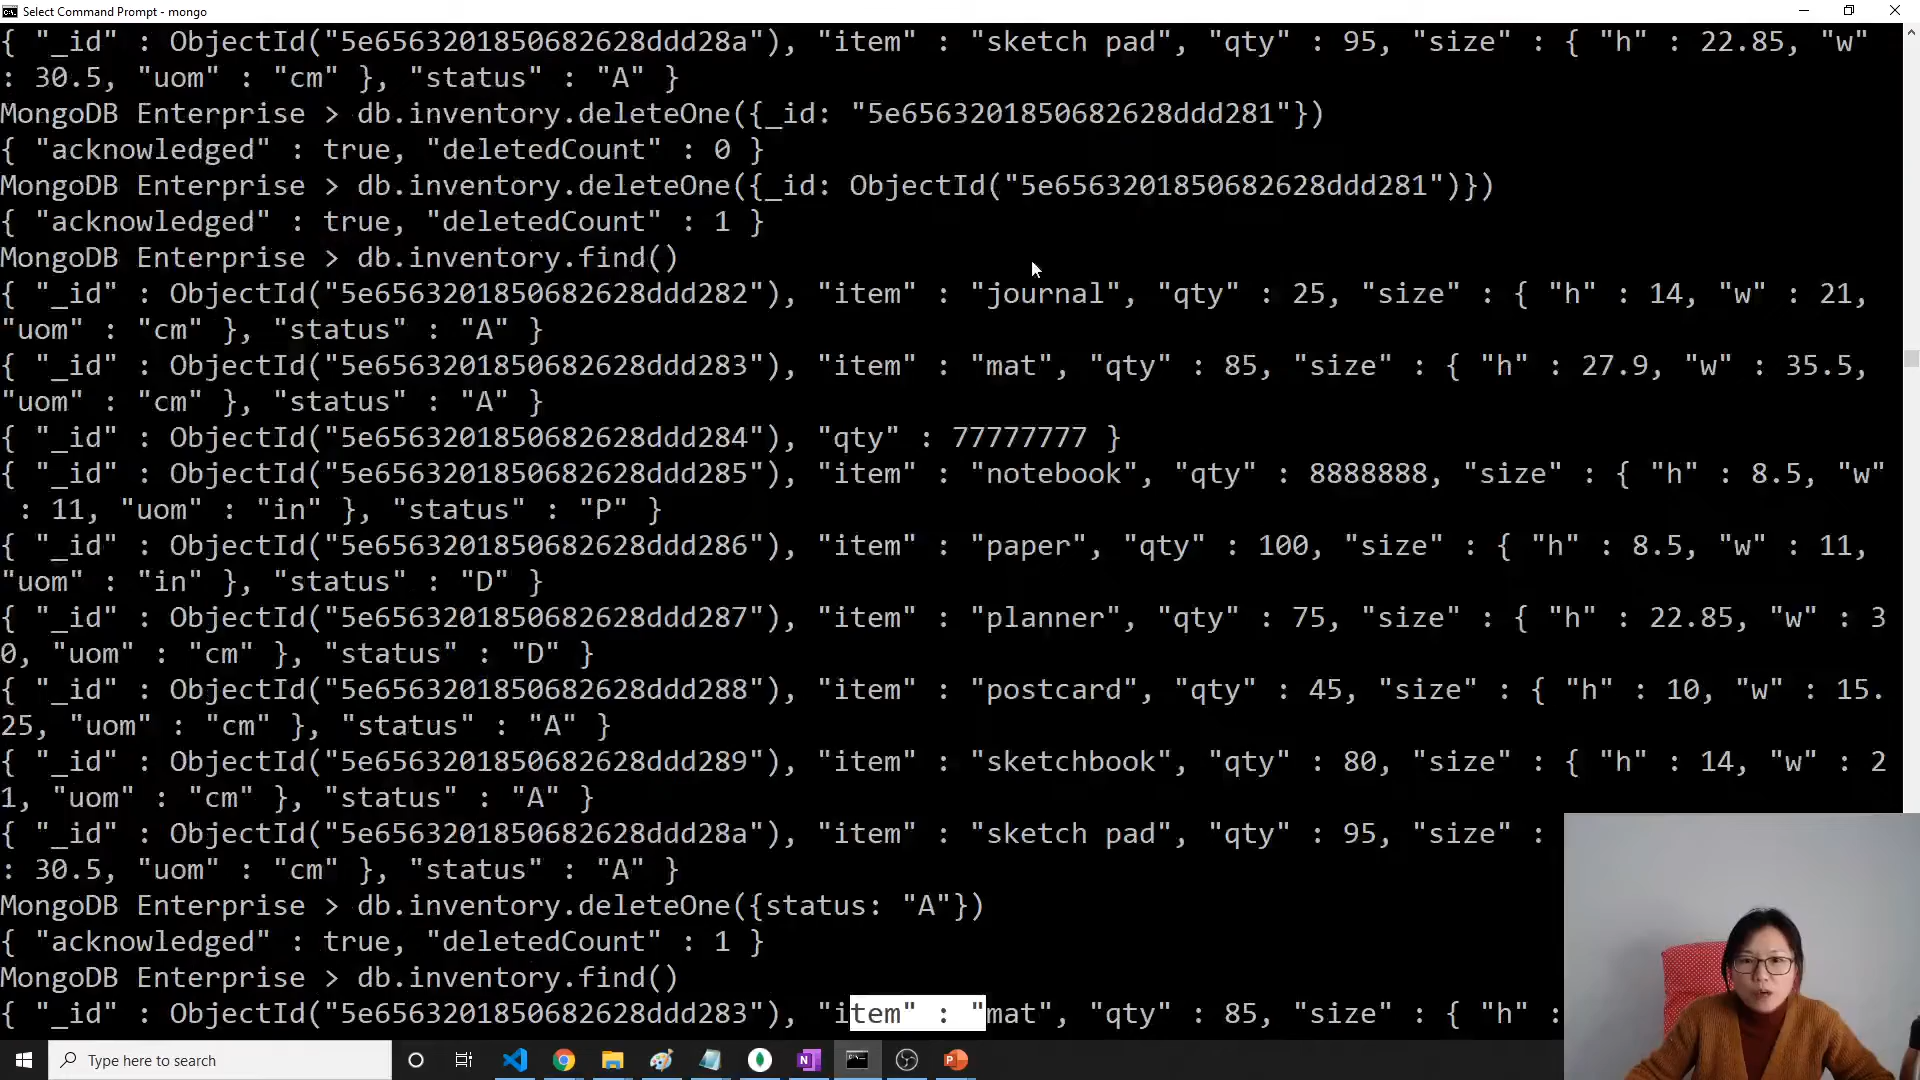 Select Command Prompt - mongo
{ "_id" : ObjectId("5e6563201850682628ddd28a"), "item" : "sketch pad", "qty" : 95, "size" : { "h" : 22.85, "w"
: 30.5, "uom" : "cm" }, "status" : "A" }
MongoDB Enterprise > db.inventory.deleteOne({_id: "5e6563201850682628ddd281"})
{ "acknowledged" : true, "deletedCount" : 0 }
MongoDB Enterprise > db.inventory.deleteOne({_id: ObjectId("5e6563201850682628ddd281")})
{ "acknowledged" : true, "deletedCount" : 1 }
MongoDB Enterprise > db.inventory.find()
{ "_id" : ObjectId("5e6563201850682628ddd282"), "item" : "journal", "qty" : 25, "size" : { "h" : 14, "w" : 21,
"uom" : "cm" }, "status" : "A" }
{ "_id" : ObjectId("5e6563201850682628ddd283"), "item" : "mat", "qty" : 85, "size" : { "h" : 27.9, "w" : 35.5,
"uom" : "cm" }, "status" : "A" }
{ "_id" : ObjectId("5e6563201850682628ddd284"), "qty" : 77777777 }
{ "_id" : ObjectId("5e6563201850682628ddd285"), "item" : "notebook", "qty" : 8888888, "size" : { "h" : 8.5, "w"
 : 11, "uom" : "in" }, "status" : "P" }
{ "_id" : ObjectId("5e6563201850682628ddd286"), "item" : "paper", "qty" : 100, "size" : { "h" : 8.5, "w" : 11,
"uom" : "in" }, "status" : "D" }
{ "_id" : ObjectId("5e6563201850682628ddd287"), "item" : "planner", "qty" : 75, "size" : { "h" : 22.85, "w" : 3
0, "uom" : "cm" }, "status" : "D" }
{ "_id" : ObjectId("5e6563201850682628ddd288"), "item" : "postcard", "qty" : 45, "size" : { "h" : 10, "w" : 15.
25, "uom" : "cm" }, "status" : "A" }
{ "_id" : ObjectId("5e6563201850682628ddd289"), "item" : "sketchbook", "qty" : 80, "size" : { "h" : 14, "w" : 2
1, "uom" : "cm" }, "status" : "A" }
{ "_id" : ObjectId("5e6563201850682628ddd28a"), "item" : "sketch pad", "qty" : 95, "size" :
: 30.5, "uom" : "cm" }, "status" : "A" }
MongoDB Enterprise > db.inventory.deleteOne({status: "A"})
{ "acknowledged" : true, "deletedCount" : 1 }
MongoDB Enterprise > db.inventory.find()
{ "_id" : ObjectId("5e6563201850682628ddd283"), "item" : "mat", "qty" : 85, "size" : { "h" :
Type here to search